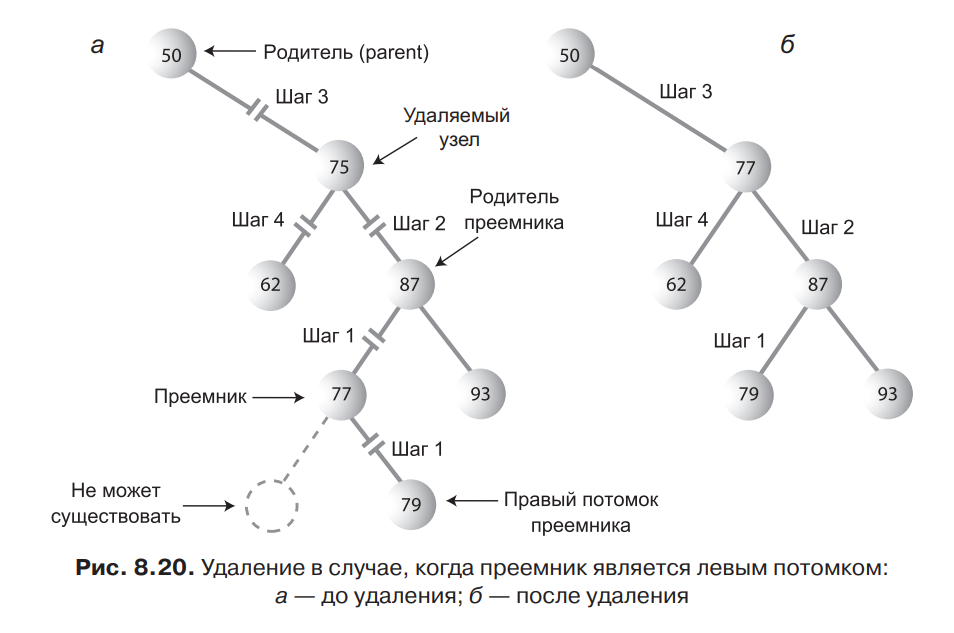 а
50
Родитель (parent)
Шаг 3
Удаляемый
узел
75
Шаг 4
Шаг 2
Родитель
преемника
62
87
Шаг 1
Преемник
77
93
Шаг 1
Не может
существовать
79
Правый потомок
преемника
б
50
Шаг 3
77
Шаг 4
Шаг 2
62
87
Шаг 1
79
93
Рис. 8.20. Удаление в случае, когда преемник является левым потомком:
а — до удаления; б — после удаления